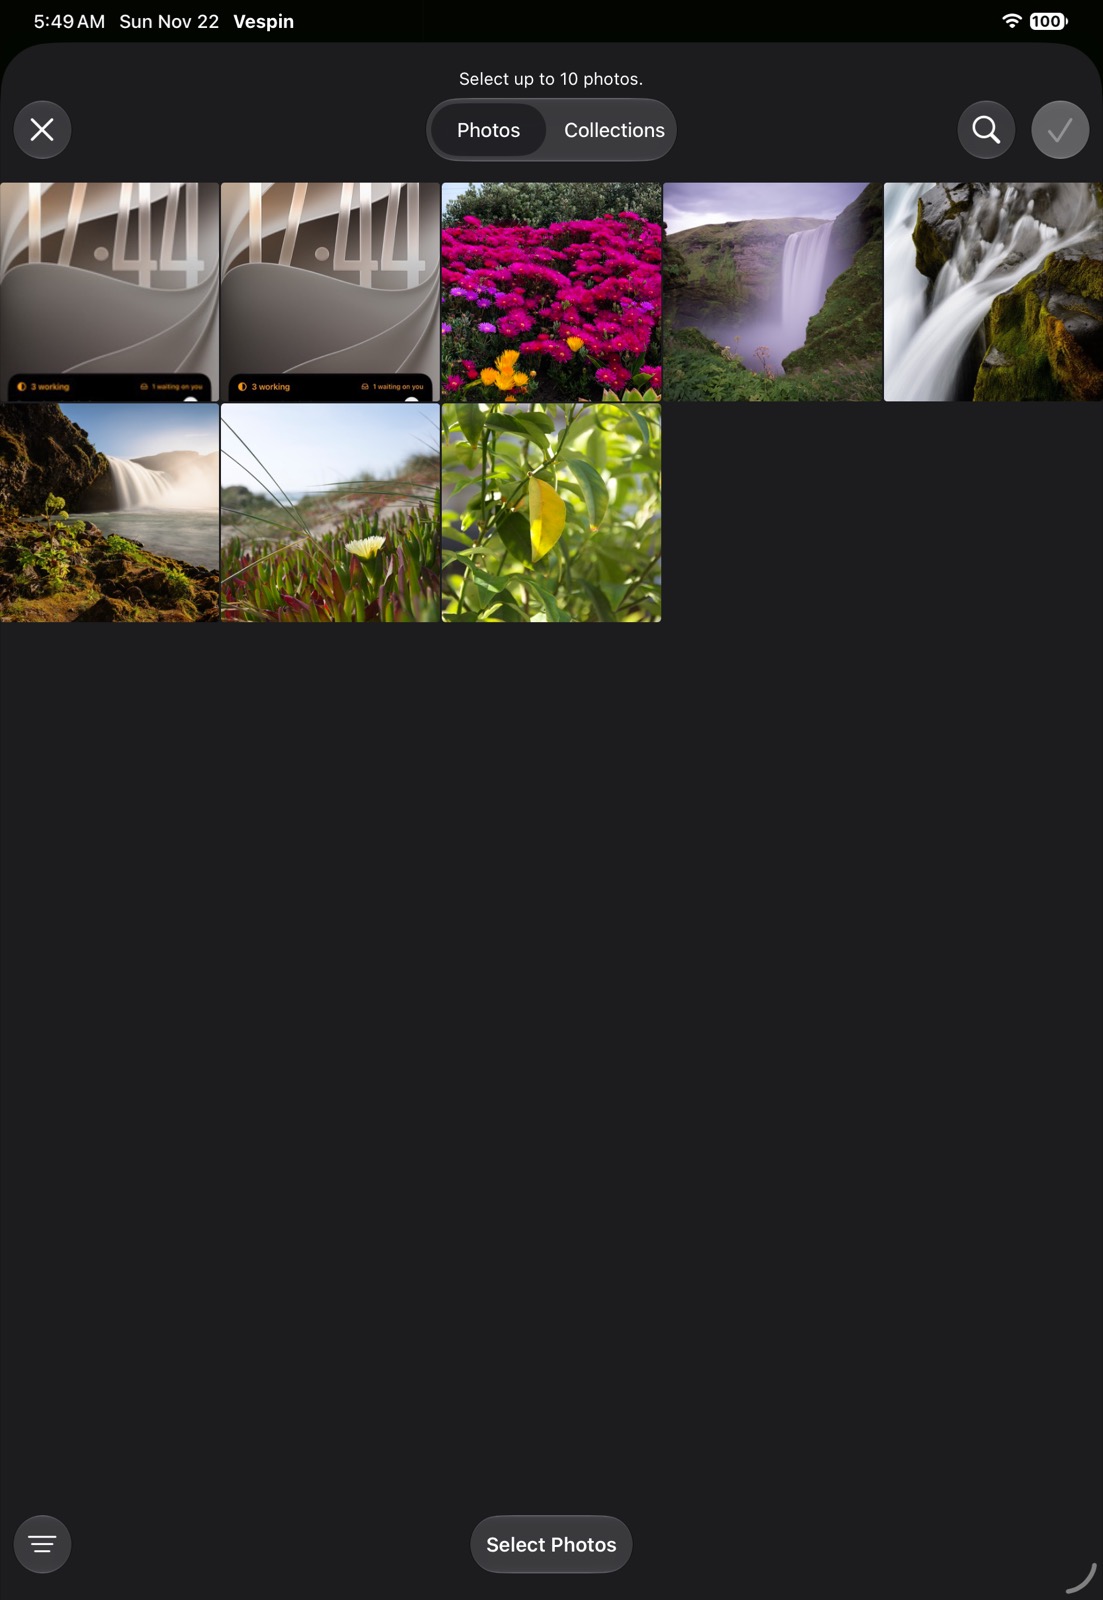 5:49 AM Sun Nov 22 Vespin
100
Select up to 10 photos.
Photos Collections
3 working 1 waiting on you
3 working 1 waiting on you
Select Photos